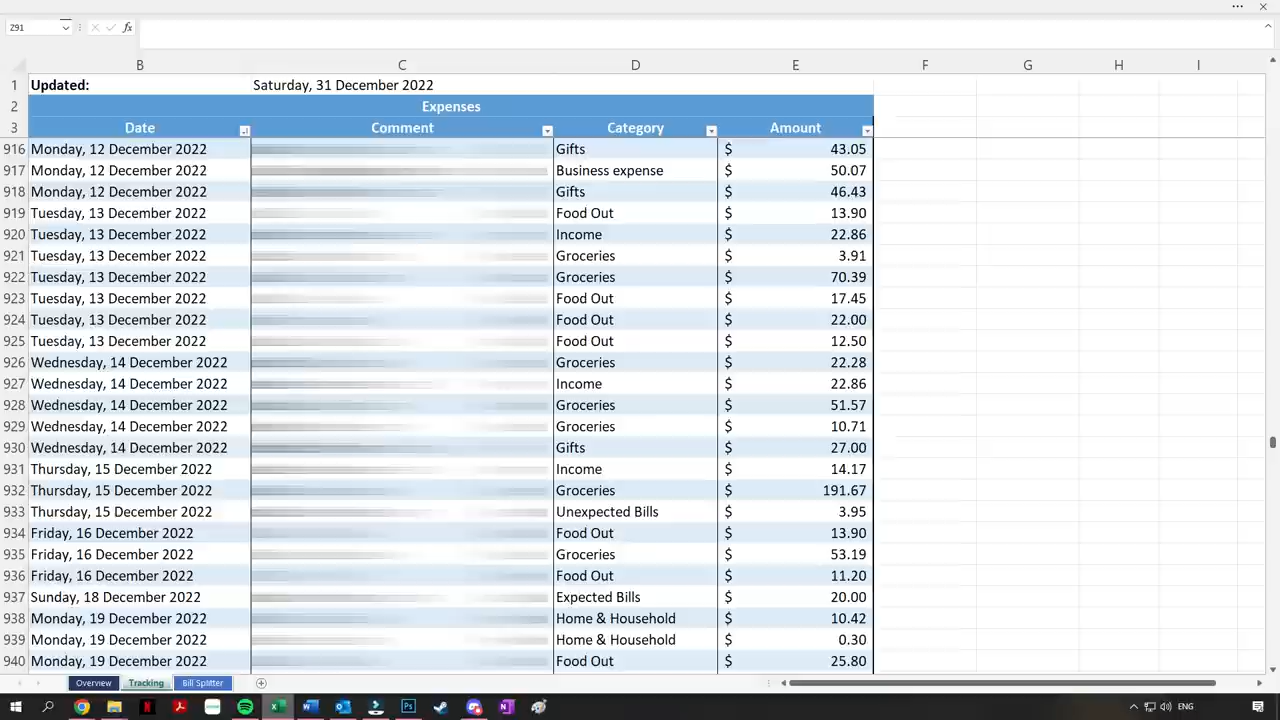 Z91
fx
B C D E F G H I
1 Updated: Saturday, 31 December 2022
2 Expenses
3 Date Comment Category Amount
916 Monday, 12 December 2022 Gifts $ 43.05
917 Monday, 12 December 2022 Business expense $ 50.07
918 Monday, 12 December 2022 Gifts $ 46.43
919 Tuesday, 13 December 2022 Food Out $ 13.90
920 Tuesday, 13 December 2022 Income $ 22.86
921 Tuesday, 13 December 2022 Groceries $ 3.91
922 Tuesday, 13 December 2022 Groceries $ 70.39
923 Tuesday, 13 December 2022 Food Out $ 17.45
924 Tuesday, 13 December 2022 Food Out $ 22.00
925 Tuesday, 13 December 2022 Food Out $ 12.50
926 Wednesday, 14 December 2022 Groceries $ 22.28
927 Wednesday, 14 December 2022 Income $ 22.86
928 Wednesday, 14 December 2022 Groceries $ 51.57
929 Wednesday, 14 December 2022 Groceries $ 10.71
930 Wednesday, 14 December 2022 Gifts $ 27.00
931 Thursday, 15 December 2022 Income $ 14.17
932 Thursday, 15 December 2022 Groceries $ 191.67
933 Thursday, 15 December 2022 Unexpected Bills $ 3.95
934 Friday, 16 December 2022 Food Out $ 13.90
935 Friday, 16 December 2022 Groceries $ 53.19
936 Friday, 16 December 2022 Food Out $ 11.20
937 Sunday, 18 December 2022 Expected Bills $ 20.00
938 Monday, 19 December 2022 Home & Household $ 10.42
939 Monday, 19 December 2022 Home & Household $ 0.30
940 Monday, 19 December 2022 Food Out $ 25.80
Overview Tracking Bill Splitter
ENG